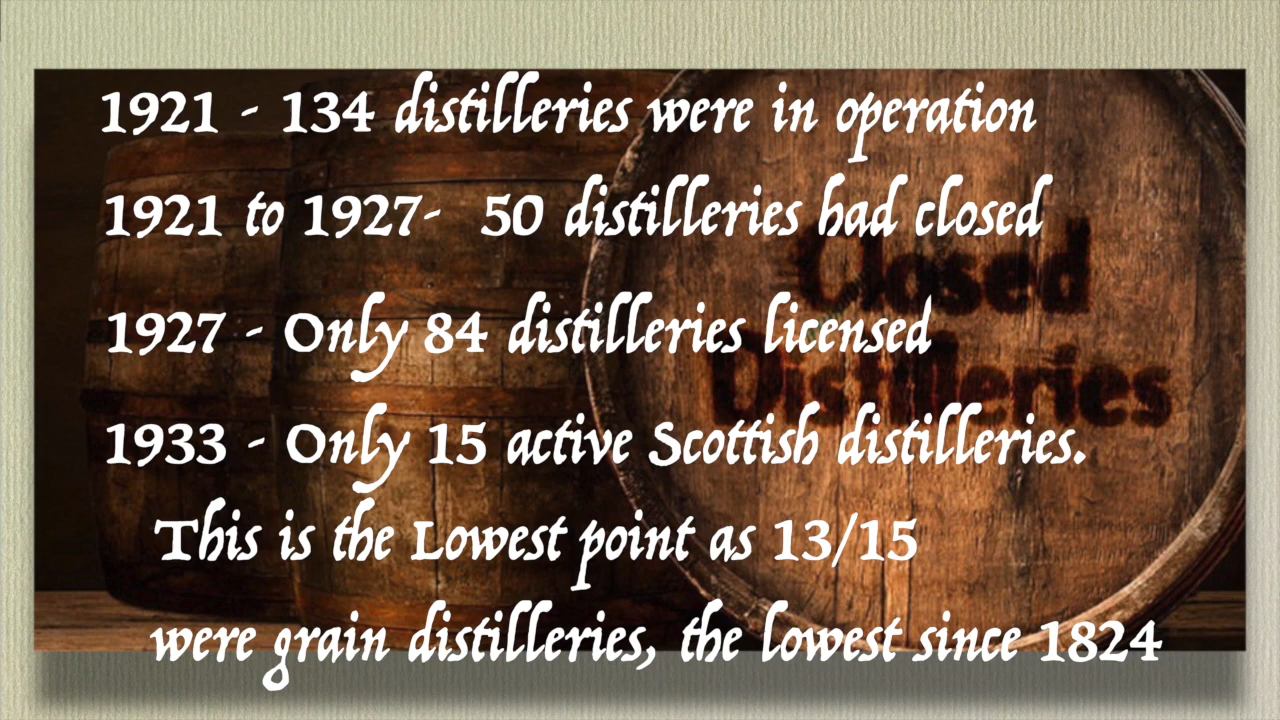 1921 - 134 distilleries were in operation
1921 to 1927- 50 distilleries had closed
Closed
1927 - Only 84 distilleries licensed
Distilleries
1933 - Only 15 active Scottish distilleries.
This is the Lowest point as 13/15
were grain distilleries, the lowest since 1824